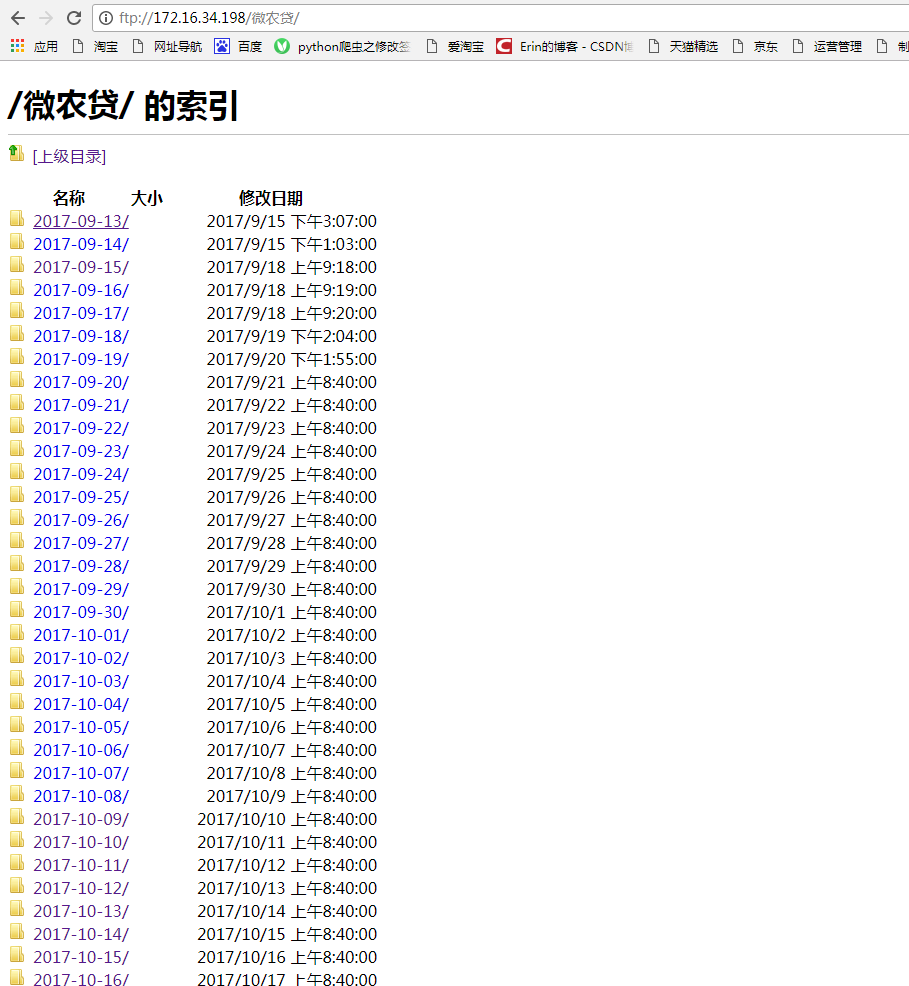 ftp://172.16.34.198/微农贷/
应用 淘宝 网址导航 百度 python爬虫之修改签 爱淘宝 Erin的博客 - CSDN博 天猫精选 京东 运营管理 制
/微农贷/ 的索引
[上级目录]
名称 大小 修改日期
2017-09-13/ 2017/9/15 下午3:07:00
2017-09-14/ 2017/9/15 下午1:03:00
2017-09-15/ 2017/9/18 上午9:18:00
2017-09-16/ 2017/9/18 上午9:19:00
2017-09-17/ 2017/9/18 上午9:20:00
2017-09-18/ 2017/9/19 下午2:04:00
2017-09-19/ 2017/9/20 下午1:55:00
2017-09-20/ 2017/9/21 上午8:40:00
2017-09-21/ 2017/9/22 上午8:40:00
2017-09-22/ 2017/9/23 上午8:40:00
2017-09-23/ 2017/9/24 上午8:40:00
2017-09-24/ 2017/9/25 上午8:40:00
2017-09-25/ 2017/9/26 上午8:40:00
2017-09-26/ 2017/9/27 上午8:40:00
2017-09-27/ 2017/9/28 上午8:40:00
2017-09-28/ 2017/9/29 上午8:40:00
2017-09-29/ 2017/9/30 上午8:40:00
2017-09-30/ 2017/10/1 上午8:40:00
2017-10-01/ 2017/10/2 上午8:40:00
2017-10-02/ 2017/10/3 上午8:40:00
2017-10-03/ 2017/10/4 上午8:40:00
2017-10-04/ 2017/10/5 上午8:40:00
2017-10-05/ 2017/10/6 上午8:40:00
2017-10-06/ 2017/10/7 上午8:40:00
2017-10-07/ 2017/10/8 上午8:40:00
2017-10-08/ 2017/10/9 上午8:40:00
2017-10-09/ 2017/10/10 上午8:40:00
2017-10-10/ 2017/10/11 上午8:40:00
2017-10-11/ 2017/10/12 上午8:40:00
2017-10-12/ 2017/10/13 上午8:40:00
2017-10-13/ 2017/10/14 上午8:40:00
2017-10-14/ 2017/10/15 上午8:40:00
2017-10-15/ 2017/10/16 上午8:40:00
2017-10-16/ 2017/10/17 上午8:40:00